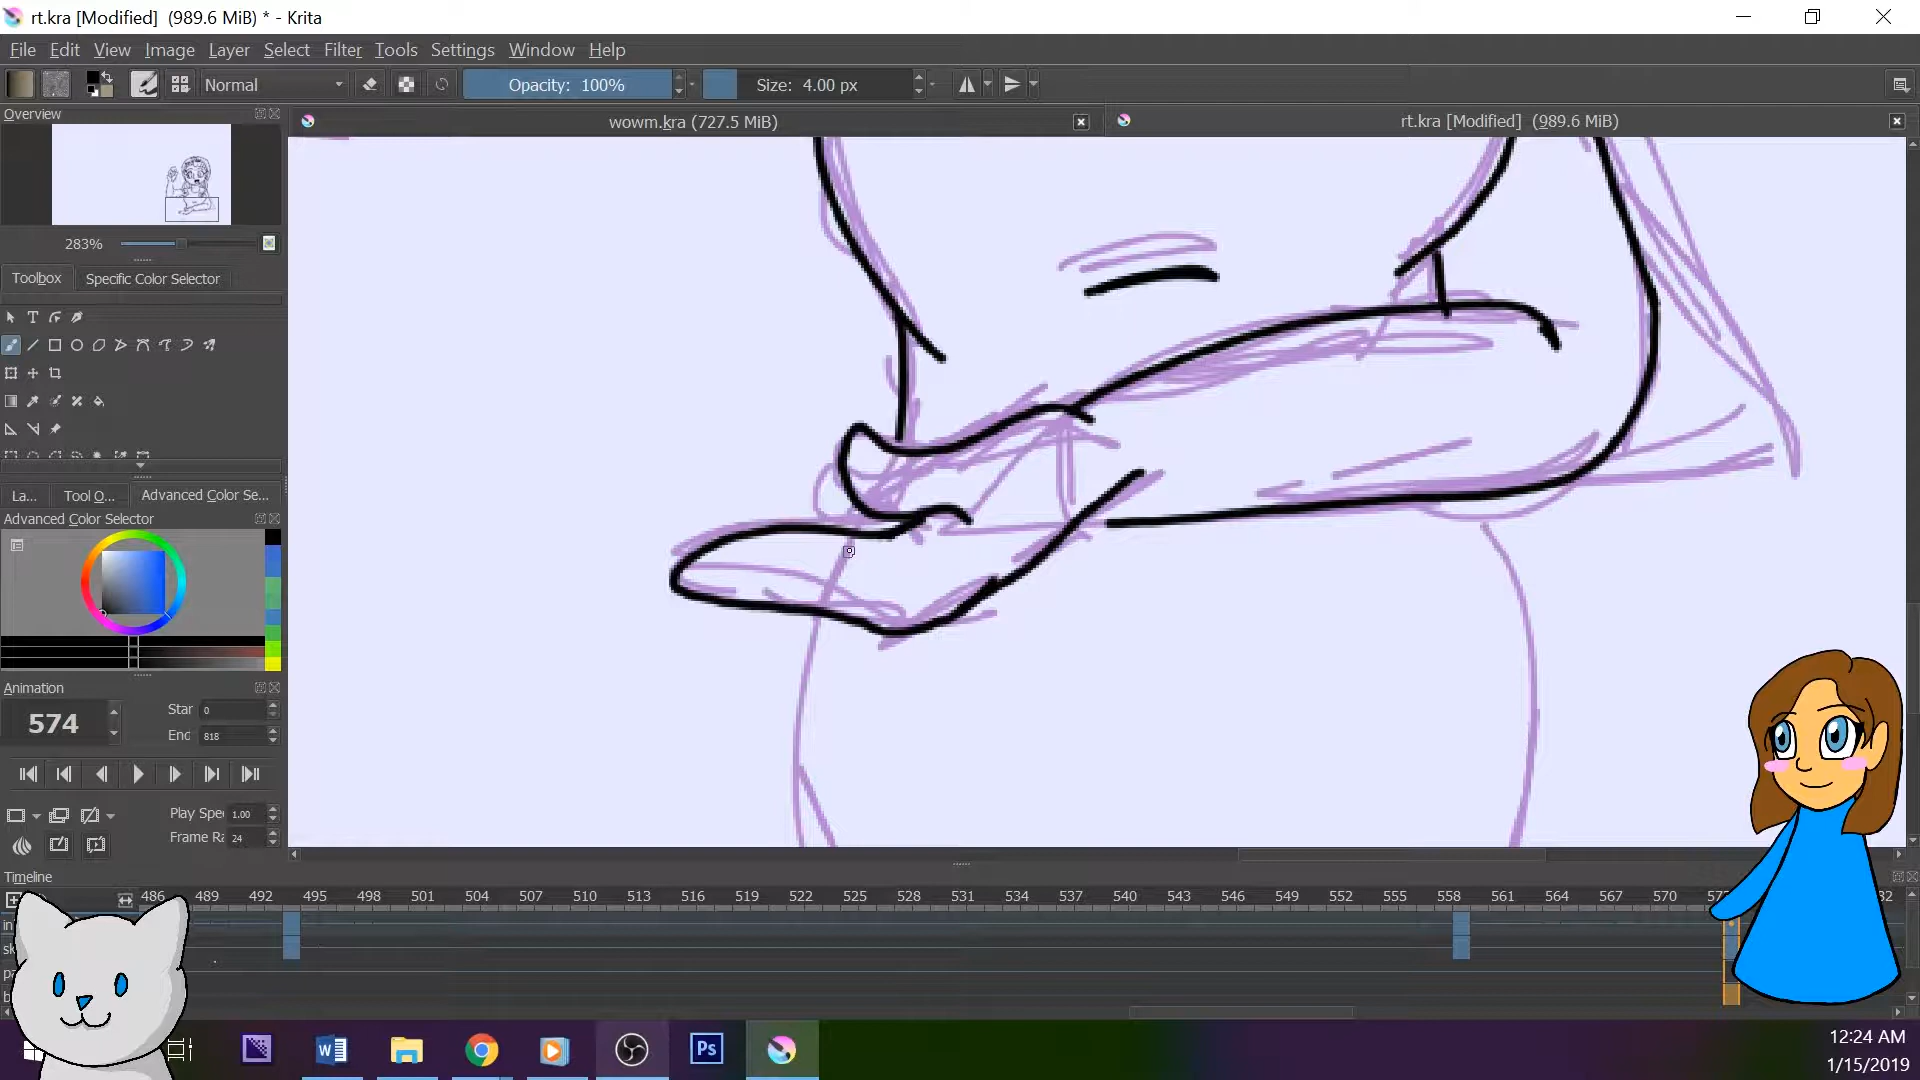 rt.kra [Modified] (989.6 MiB) * - Krita
File Edit View Image Layer Select Filter Tools Settings Window Help
Normal Opacity: 100% Size: 4.00 px
Overview
wowm.kra (727.5 MiB) rt.kra [Modified] (989.6 MiB)
283%
Toolbox Specific Color Selector
La... Tool O... Advanced Color Se...
Advanced Color Selector
Animation
574
Star 0
End 818
Play Spe 1.00
Frame Ra 24
Timeline
486 489 492 495 498 501 504 507 510 513 516 519 522 525 528 531 534 537 540 543 546 549 552 555 558 561 564 567 570
Ps
12:24 AM
1/15/2019